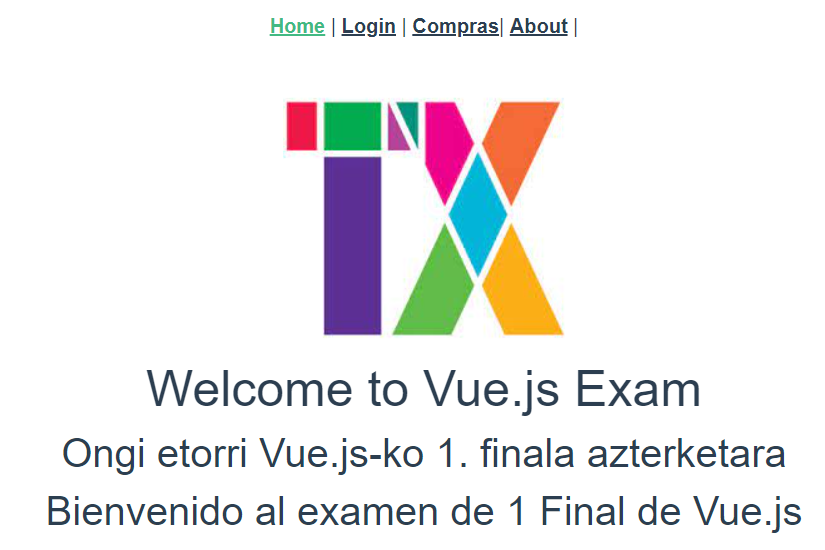 Home | Login | Compras| About |
TX
Welcome to Vue.js Exam
Ongi etorri Vue.js-ko 1. finala azterketara
Bienvenido al examen de 1 Final de Vue.js